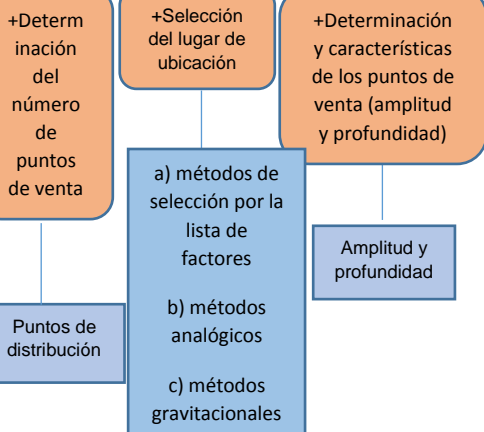 +Determ
inación
del
número
de
puntos
de venta
+Selección
del lugar de
ubicación
+Determinación
y características
de los puntos de
venta (amplitud
y profundidad)
a) métodos de
selección por la
lista de
factores
b) métodos
analógicos
c) métodos
gravitacionales
Amplitud y
profundidad
Puntos de
distribución